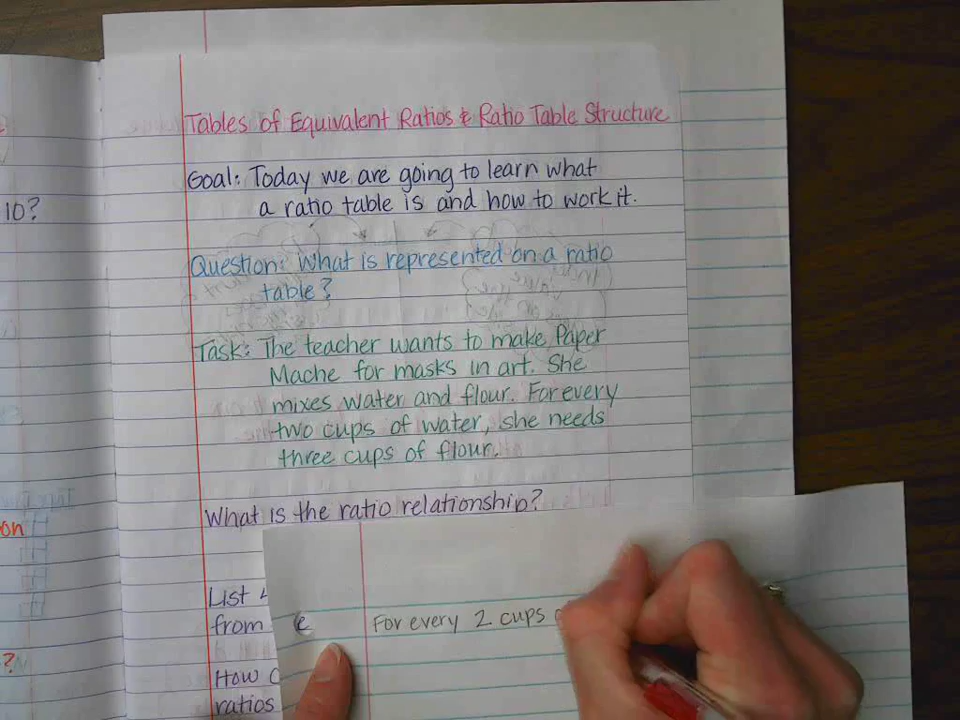 Tables of Equivalent Ratios & Ratio Table Structure
Goal: Today we are going to learn what
a ratio table is and how to work it.
10?
Question: What is represented on a ratio
table?
Task: The teacher wants to make Paper
Mache for masks in art. She
mixes water and flour. For every
two cups of water, she needs
three cups of flour.
on
What is the ratio relationship?
List
from
For every 2 cups
?
How
ratios